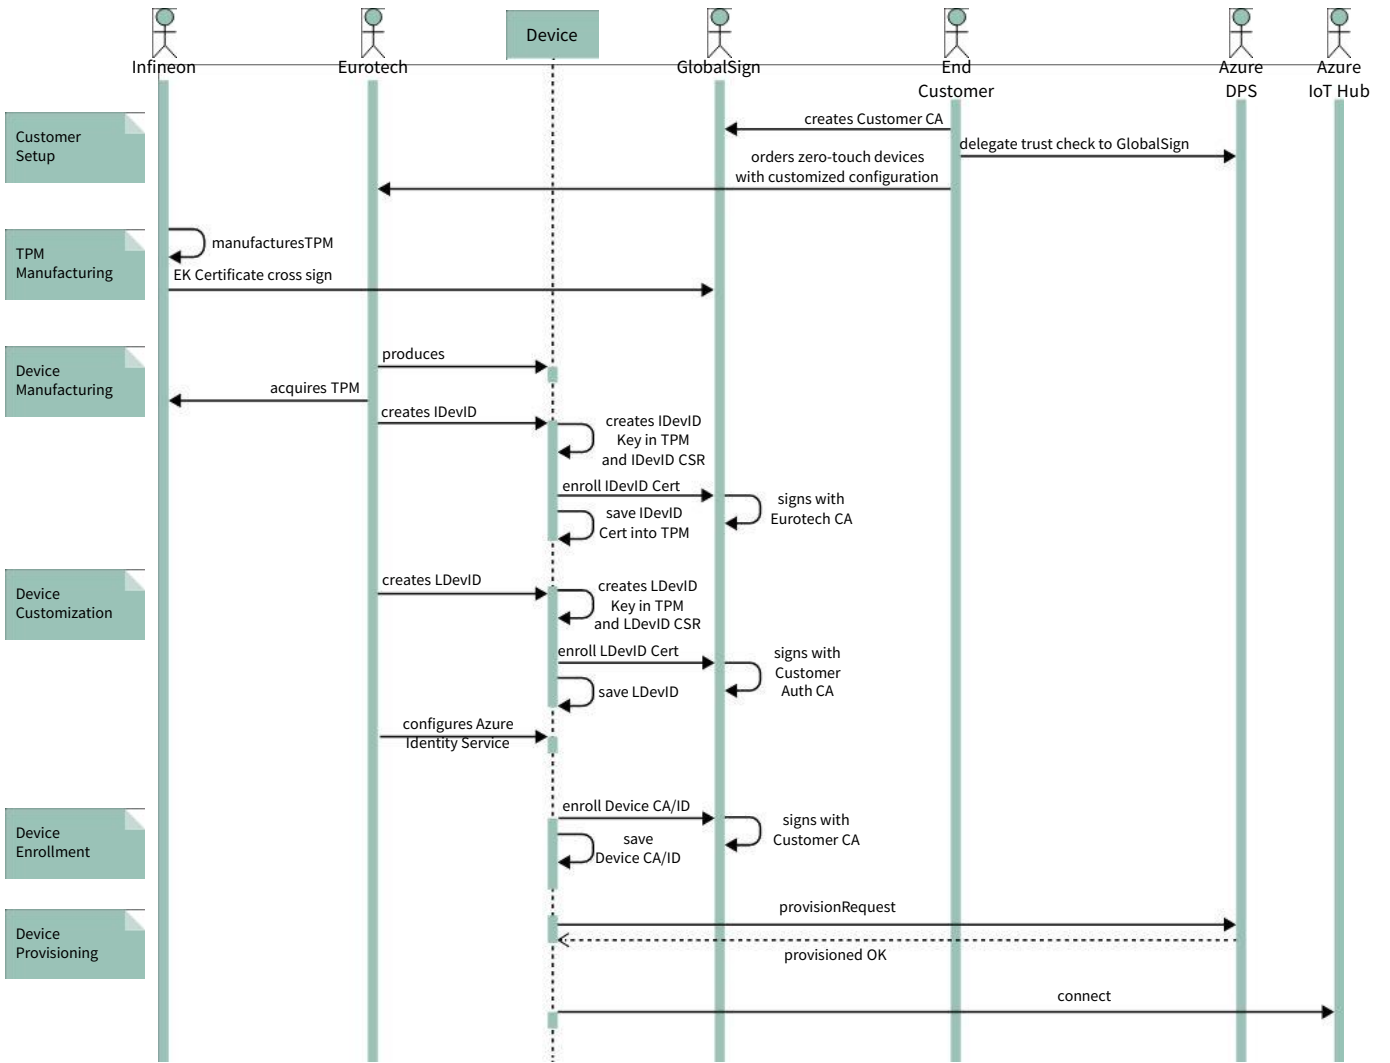 Infineon
Eurotech
Device
GlobalSign
End
Customer
Azure
DPS
Azure
IoT Hub
Customer
Setup
creates Customer CA
delegate trust check to GlobalSign
orders zero-touch devices
with customized configuration
TPM
Manufacturing
manufacturesTPM
EK Certificate cross sign
Device
Manufacturing
produces
acquires TPM
creates IDevID
creates IDevID
Key in TPM
and IDevID CSR
enroll IDevID Cert
signs with
Eurotech CA
save IDevID
Cert into TPM
Device
Customization
creates LDevID
creates LDevID
Key in TPM
and LDevID CSR
enroll LDevID Cert
signs with
Customer
Auth CA
save LDevID
configures Azure
Identity Service
Device
Enrollment
enroll Device CA/ID
signs with
Customer CA
save
Device CA/ID
Device
Provisioning
provisionRequest
provisioned OK
connect